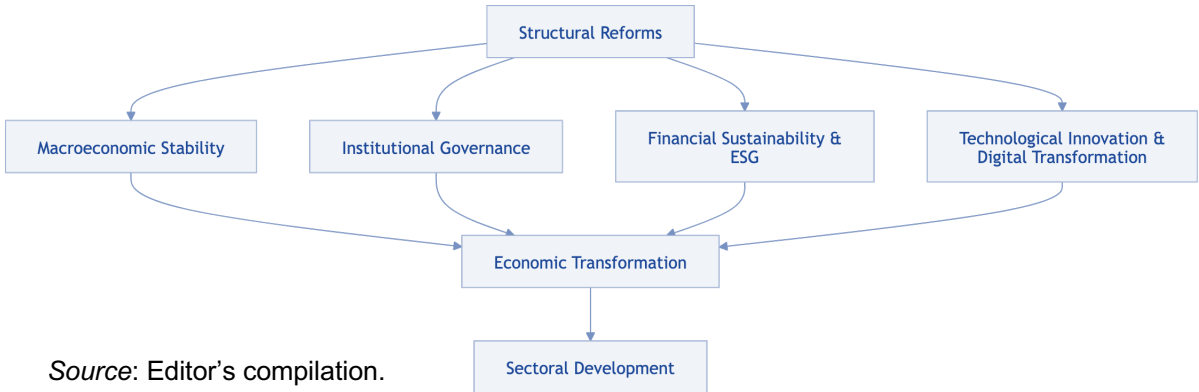 Structural Reforms
Macroeconomic Stability
Institutional Governance
Financial Sustainability &
ESG
Technological Innovation &
Digital Transformation
Economic Transformation
Sectoral Development
Source: Editor’s compilation.